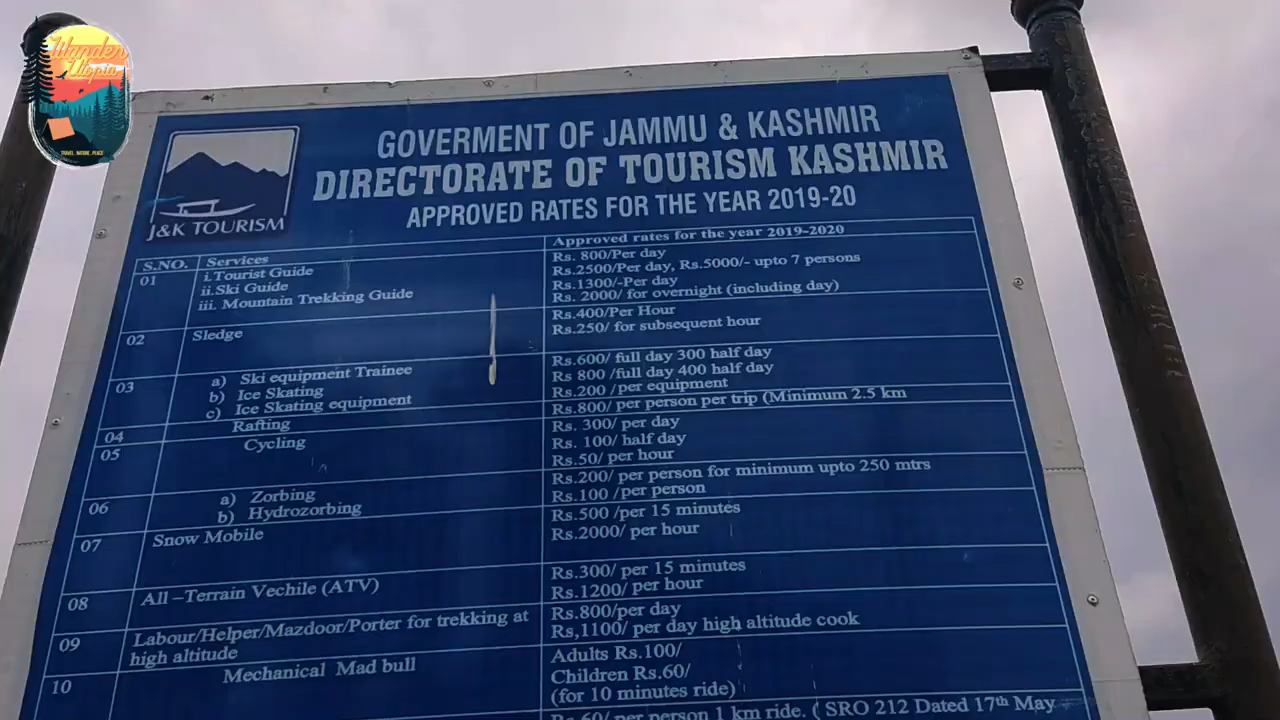 Wander
Utopia
TRAVEL. NATURE. PLACE
J&K TOURISM
GOVERMENT OF JAMMU & KASHMIR
DIRECTORATE OF TOURISM KASHMIR
APPROVED RATES FOR THE YEAR 2019-20
S.NO. Services Approved rates for the year 2019-2020
01 i.Tourist Guide Rs. 800/Per day
ii.Ski Guide Rs.2500/Per day, Rs.5000/- upto 7 persons
iii. Mountain Trekking Guide Rs.1300/-Per day
Rs. 2000/ for overnight (including day)
02 Sledge Rs.400/Per Hour
Rs.250/ for subsequent hour
03 a) Ski equipment Trainee Rs.600/ full day 300 half day
b) Ice Skating Rs 800 /full day 400 half day
c) Ice Skating equipment Rs.200 /per equipment
04 Rafting Rs.800/ per person per trip (Minimum 2.5 km
05 Cycling Rs. 300/ per day
Rs. 100/ half day
Rs.50/ per hour
06 a) Zorbing Rs.200/ per person for minimum upto 250 mtrs
b) Hydrozorbing Rs.100 /per person
07 Snow Mobile Rs.500 /per 15 minutes
Rs.2000/ per hour
08 All –Terrain Vechile (ATV) Rs.300/ per 15 minutes
Rs.1200/ per hour
09 Labour/Helper/Mazdoor/Porter for trekking at Rs.800/per day
high altitude Rs,1100/ per day high altitude cook
10 Mechanical Mad bull Adults Rs.100/
Children Rs.60/
(for 10 minutes ride)
Rs.60/ per person 1 km ride. ( SRO 212 Dated 17th May